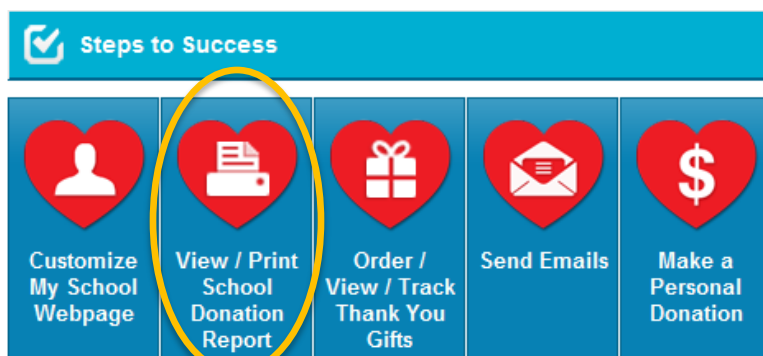 Steps to Success
Customize
My School
Webpage
View / Print
School
Donation
Report
Order /
View / Track
Thank You
Gifts
Send Emails
$
Make a
Personal
Donation